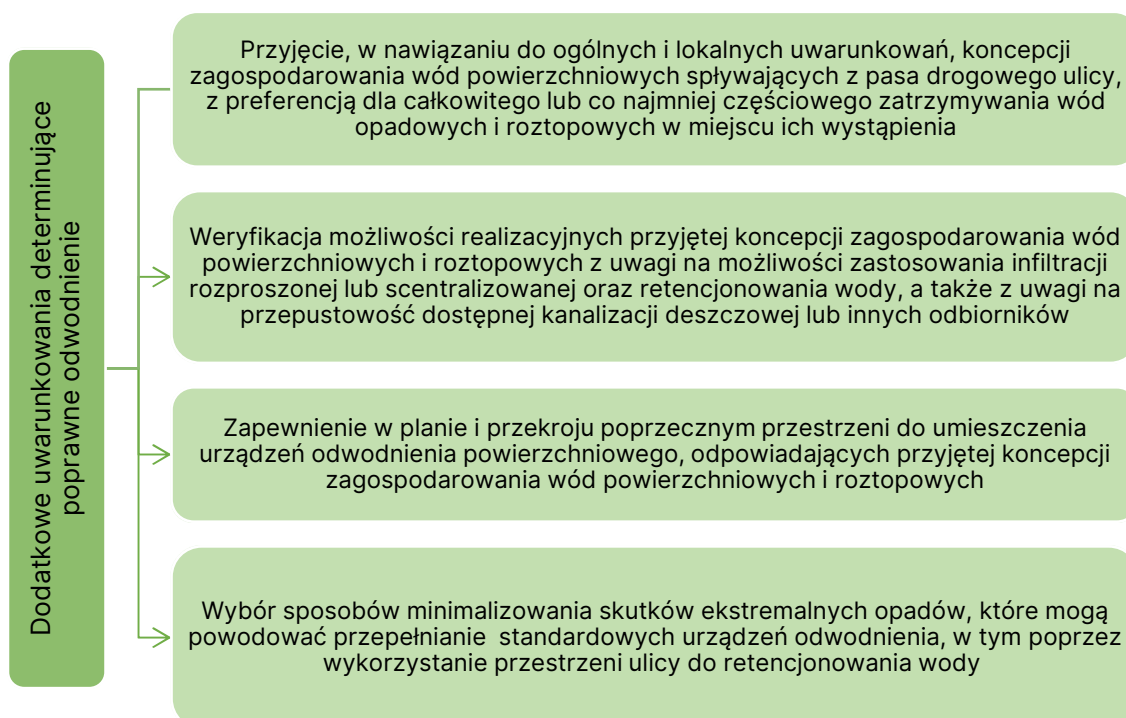 Dodatkowe uwarunkowania determinujące
poprawne odwodnienie
Przyjęcie, w nawiązaniu do ogólnych i lokalnych uwarunkowań, koncepcji
zagospodarowania wód powierzchniowych spływających z pasa drogowego ulicy,
z preferencją dla całkowitego lub co najmniej częściowego zatrzymywania wód
opadowych i roztopowych w miejscu ich wystąpienia
Weryfikacja możliwości realizacyjnych przyjętej koncepcji zagospodarowania wód
powierzchniowych i roztopowych z uwagi na możliwości zastosowania infiltracji
rozproszonej lub scentralizowanej oraz retencjonowania wody, a także z uwagi na
przepustowość dostępnej kanalizacji deszczowej lub innych odbiorników
Zapewnienie w planie i przekroju poprzecznym przestrzeni do umieszczenia
urządzeń odwodnienia powierzchniowego, odpowiadających przyjętej koncepcji
zagospodarowania wód powierzchniowych i roztopowych
Wybór sposobów minimalizowania skutków ekstremalnych opadów, które mogą
powodować przepełnianie standardowych urządzeń odwodnienia, w tym poprzez
wykorzystanie przestrzeni ulicy do retencjonowania wody